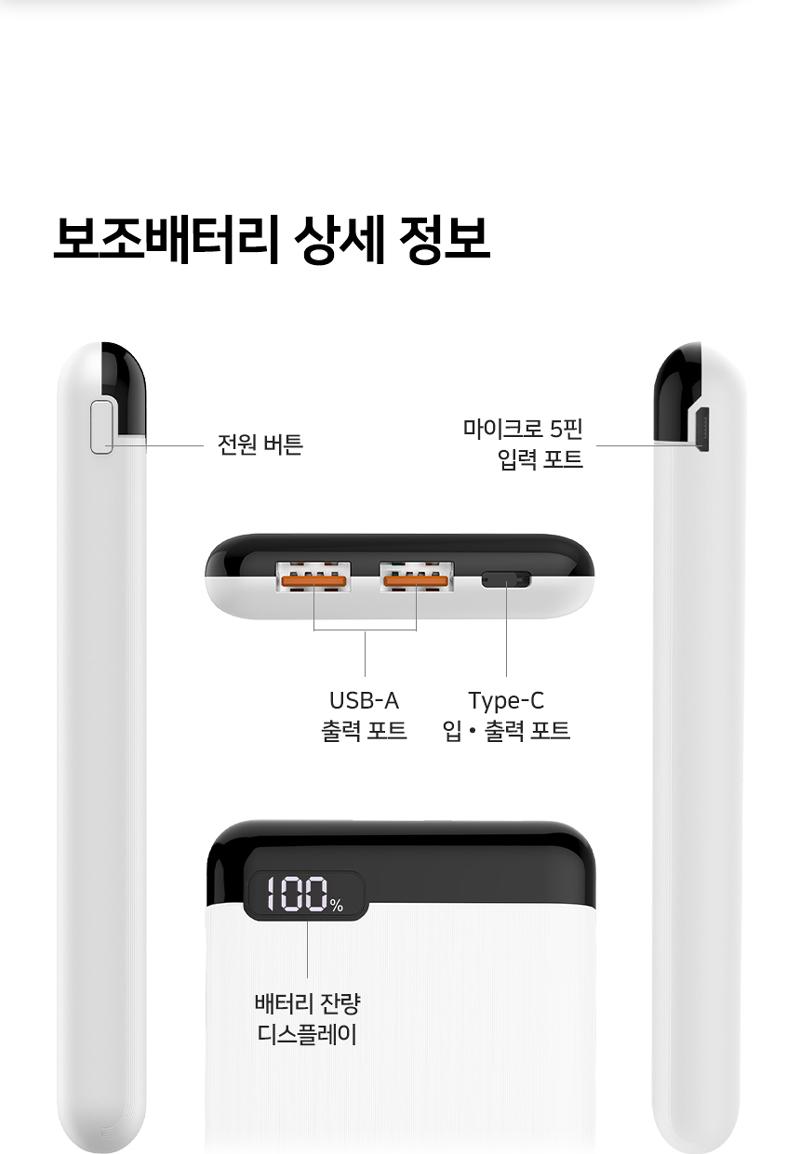 보조배터리 상세 정보
전원 버튼
마이크로 5핀
입력 포트
USB-A
출력 포트
Type-C
입·출력 포트
100%
배터리 잔량
디스플레이